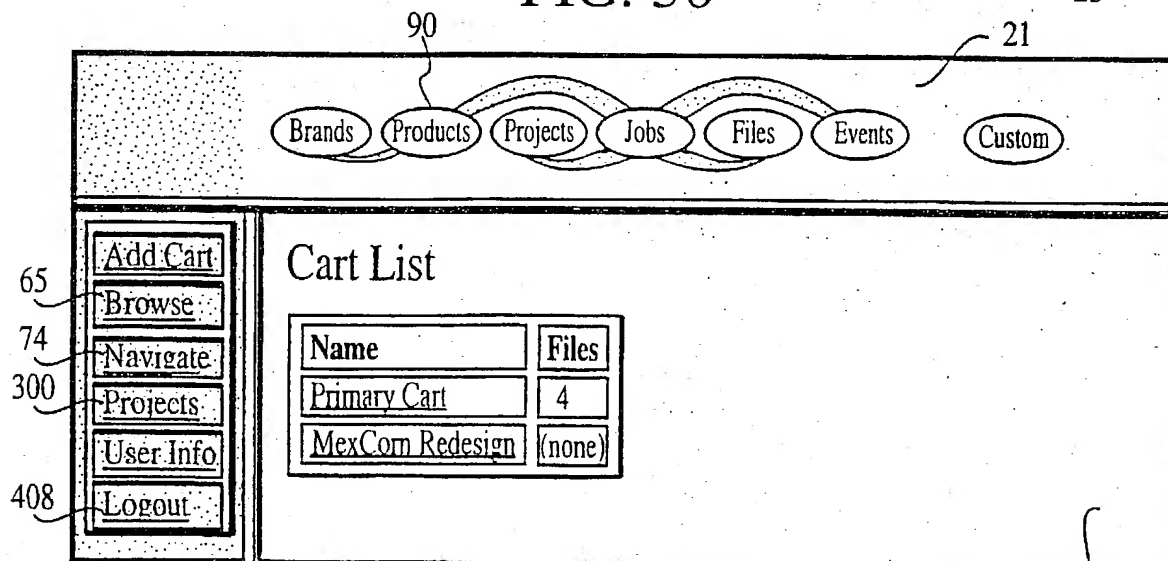 90
21
Brands Products Projects Jobs Files Events Custom
Add Cart
65
Browse
74
Navigate
300
Projects
User Info
408
Logout
Cart List
Name Files
Primary Cart 4
MexCom Redesign (none)